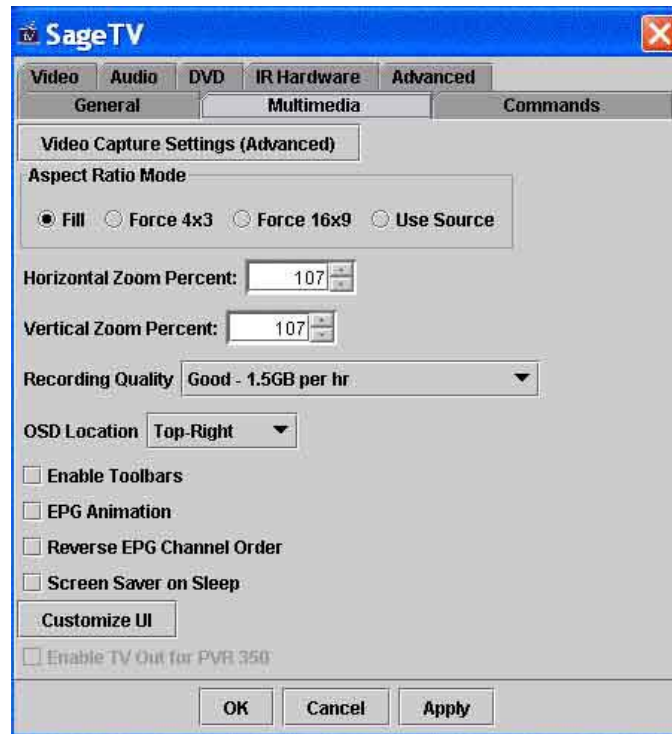 SageTV
Video Audio DVD IR Hardware Advanced
General Multimedia Commands
Video Capture Settings (Advanced)
Aspect Ratio Mode
Fill Force 4x3 Force 16x9 Use Source
Horizontal Zoom Percent: 107
Vertical Zoom Percent: 107
Recording Quality Good - 1.5GB per hr
OSD Location Top-Right
Enable Toolbars
EPG Animation
Reverse EPG Channel Order
Screen Saver on Sleep
Customize UI
Enable TV Out for PVR 350
OK Cancel Apply